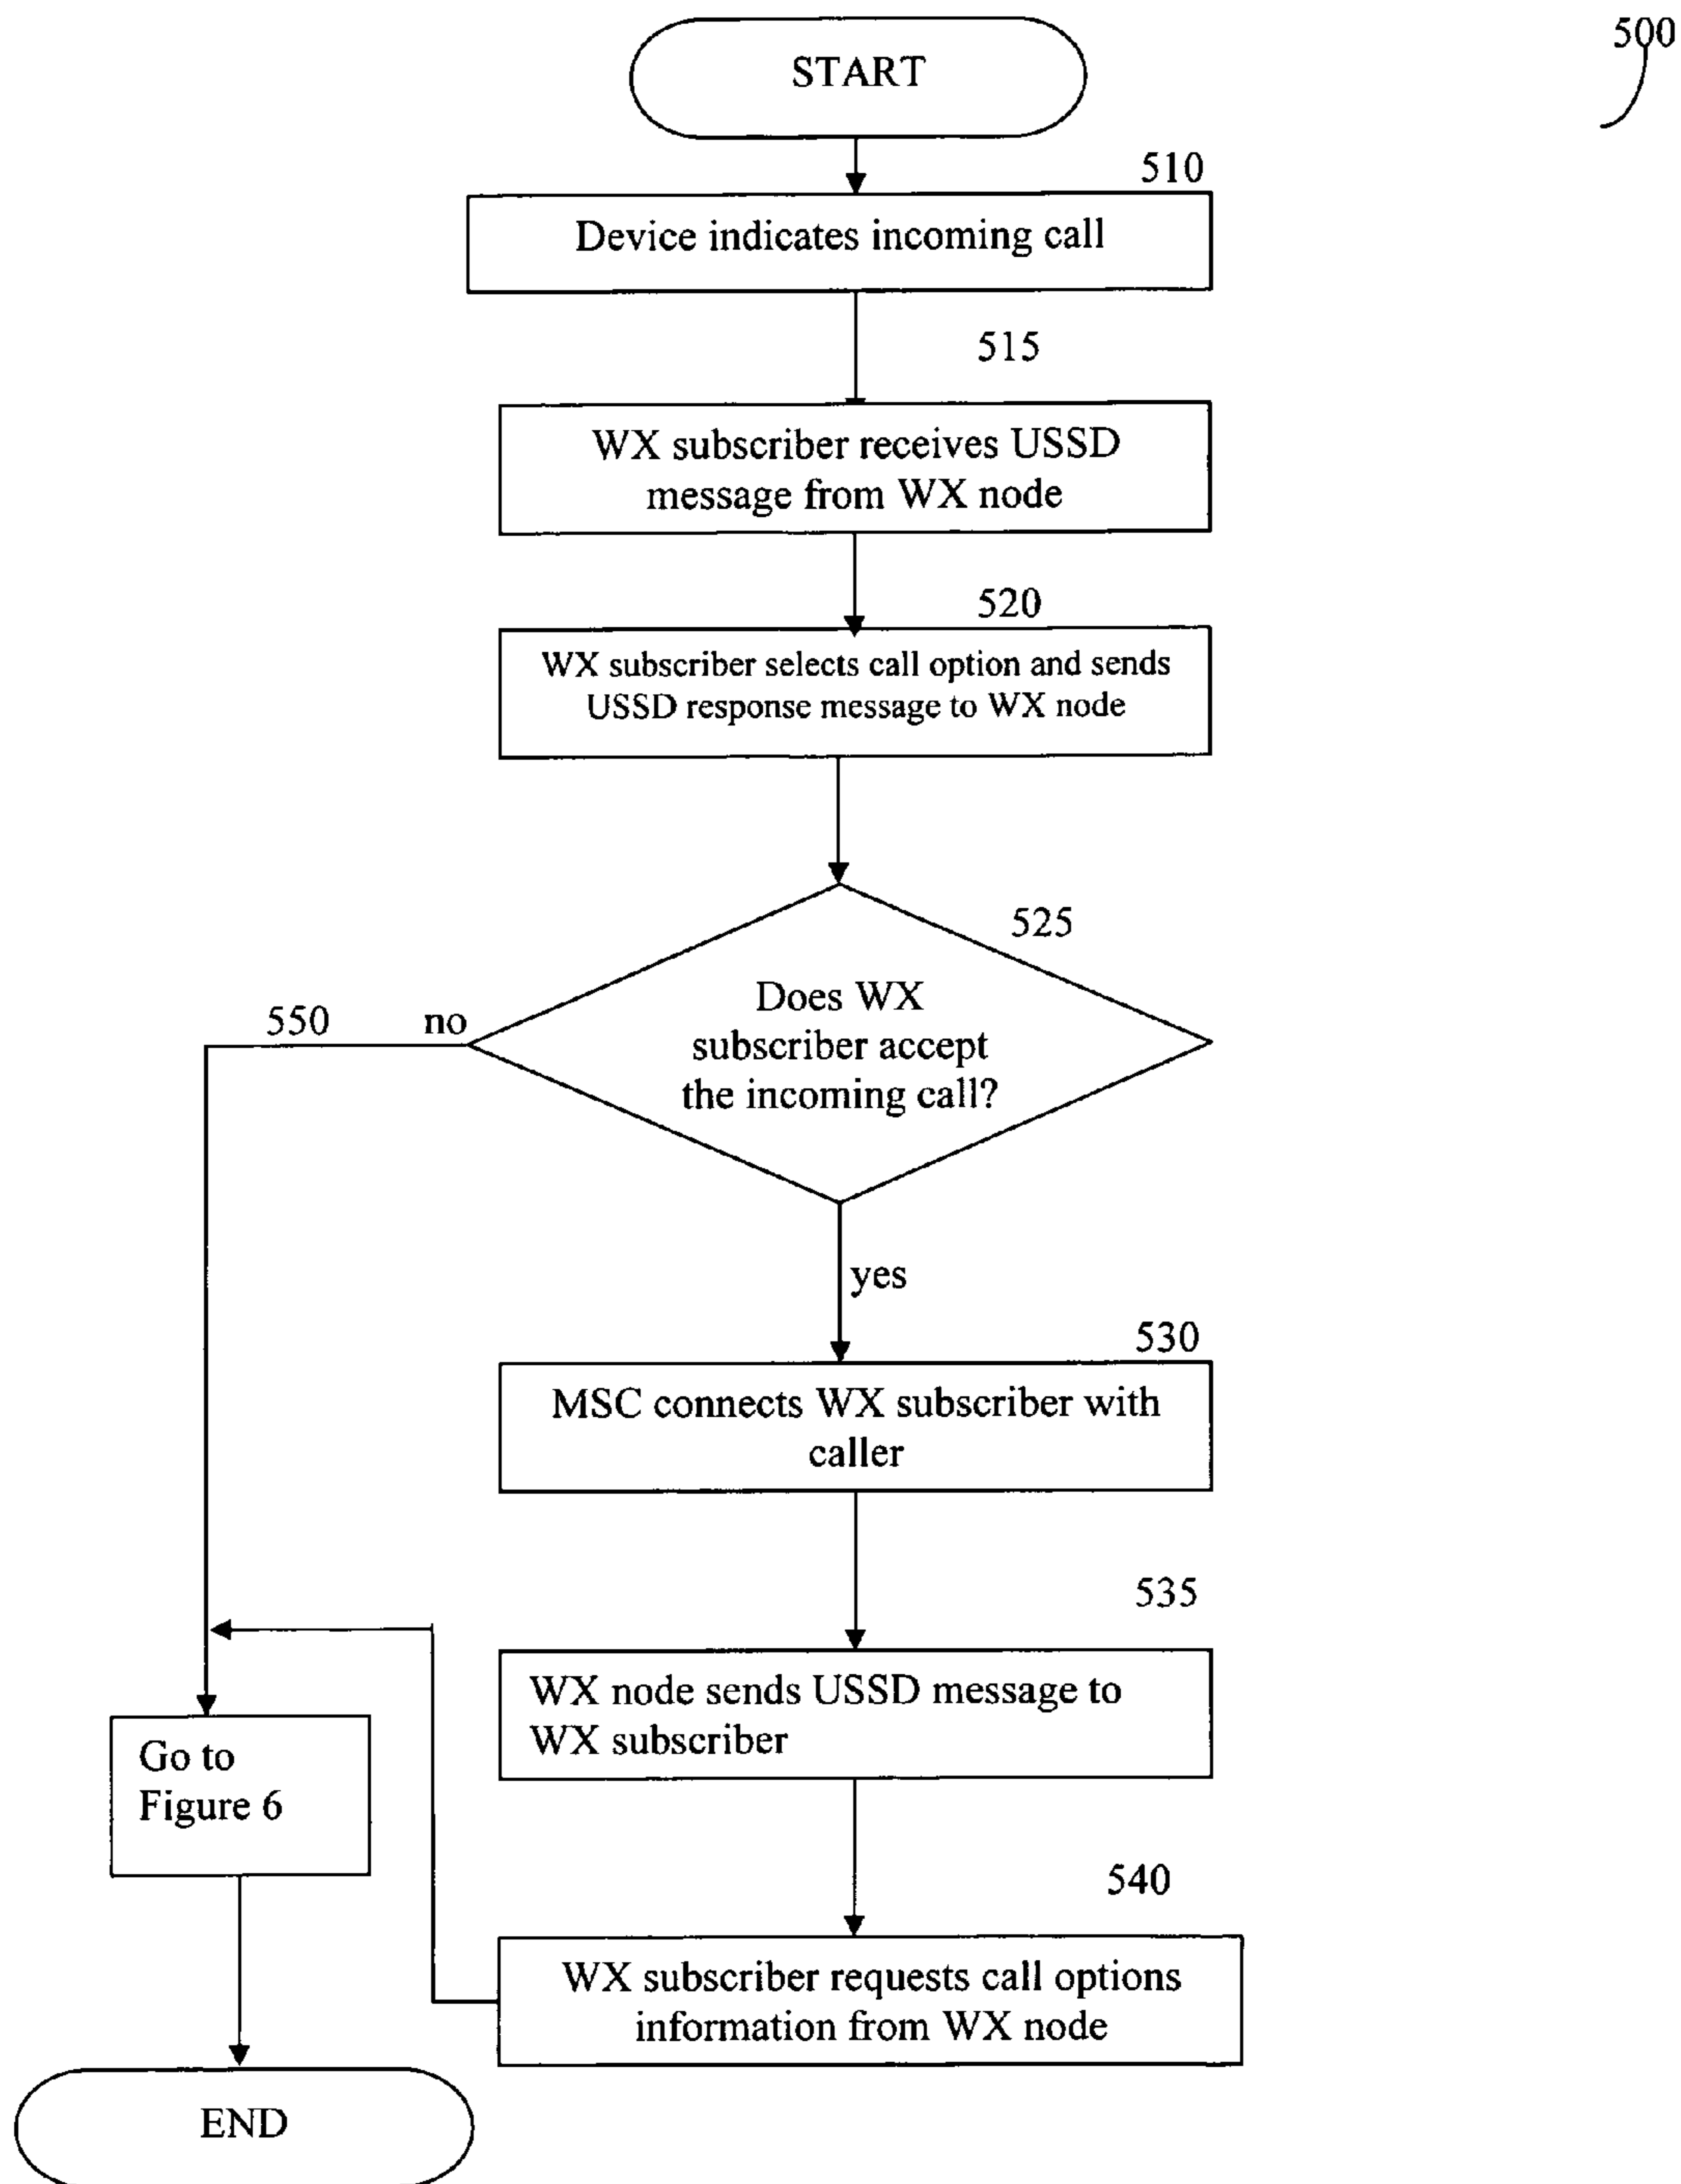 500
START
510
Device indicates incoming call
515
WX subscriber receives USSD
message from WX node
520
WX subscriber selects call option and sends
USSD response message to WX node
525
Does WX
subscriber accept
the incoming call?
550
no
yes
530
MSC connects WX subscriber with
caller
535
WX node sends USSD message to
WX subscriber
Go to
Figure 6
540
WX subscriber requests call options
information from WX node
END